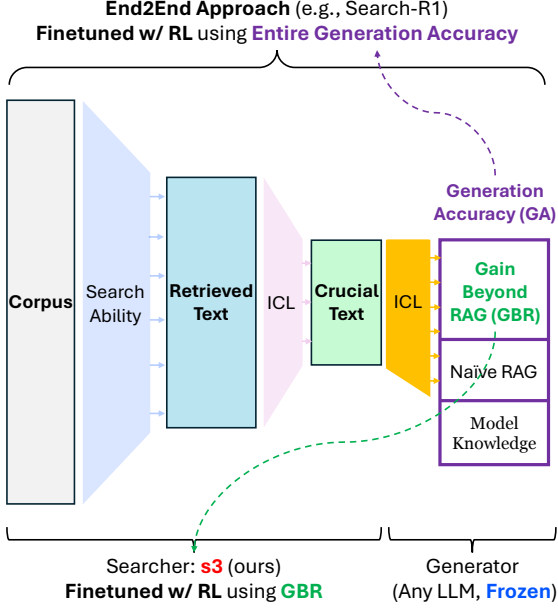 End2End Approach (e.g., Search-R1)
Finetuned w/ RL using Entire Generation Accuracy
Generation
Accuracy (GA)
Corpus
Search
Ability
Retrieved
Text
ICL
Crucial
Text
ICL
Gain
Beyond
RAG (GBR)
Naïve RAG
Model
Knowledge
Searcher: s3 (ours)
Finetuned w/ RL using GBR
Generator
(Any LLM, Frozen)